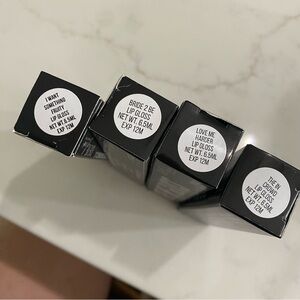 I WANT
SOMETHING
FRUITY
LIP GLOSS
NET WT. 6.5ML
EXP 12M
BRIDE 2 BE
LIP GLOSS
NET WT. 6.5ML
EXP 12M
LOVE ME
HARDER
LIP GLOSS
NET WT. 6.5ML
EXP 12M
THE IN
CROWD
LIP GLOSS
NET WT. 6.5ML
EXP 12M